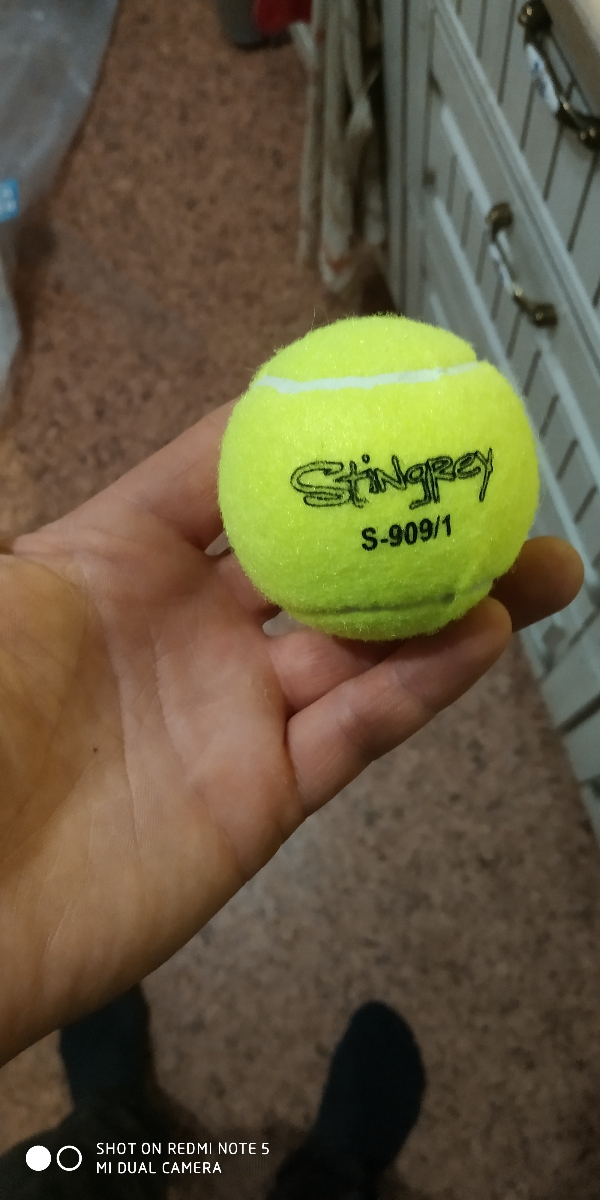 Stingrey
S-909/1
SHOT ON REDMI NOTE 5
MI DUAL CAMERA